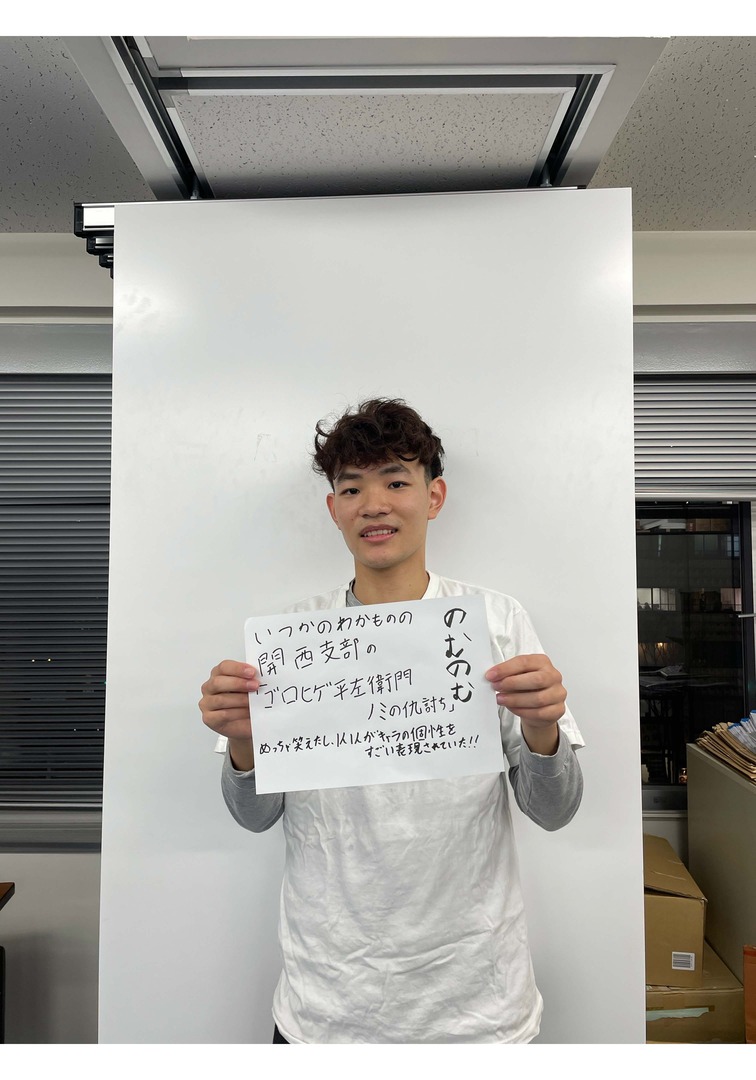 のむのむ
いつかのわかものの
関西支部の
「ゴロヒゲ平左衛門
ノミの仇討ち」
めっちゃ笑えたし、1人1人がキャラの個性を
すごい表現されていた!!